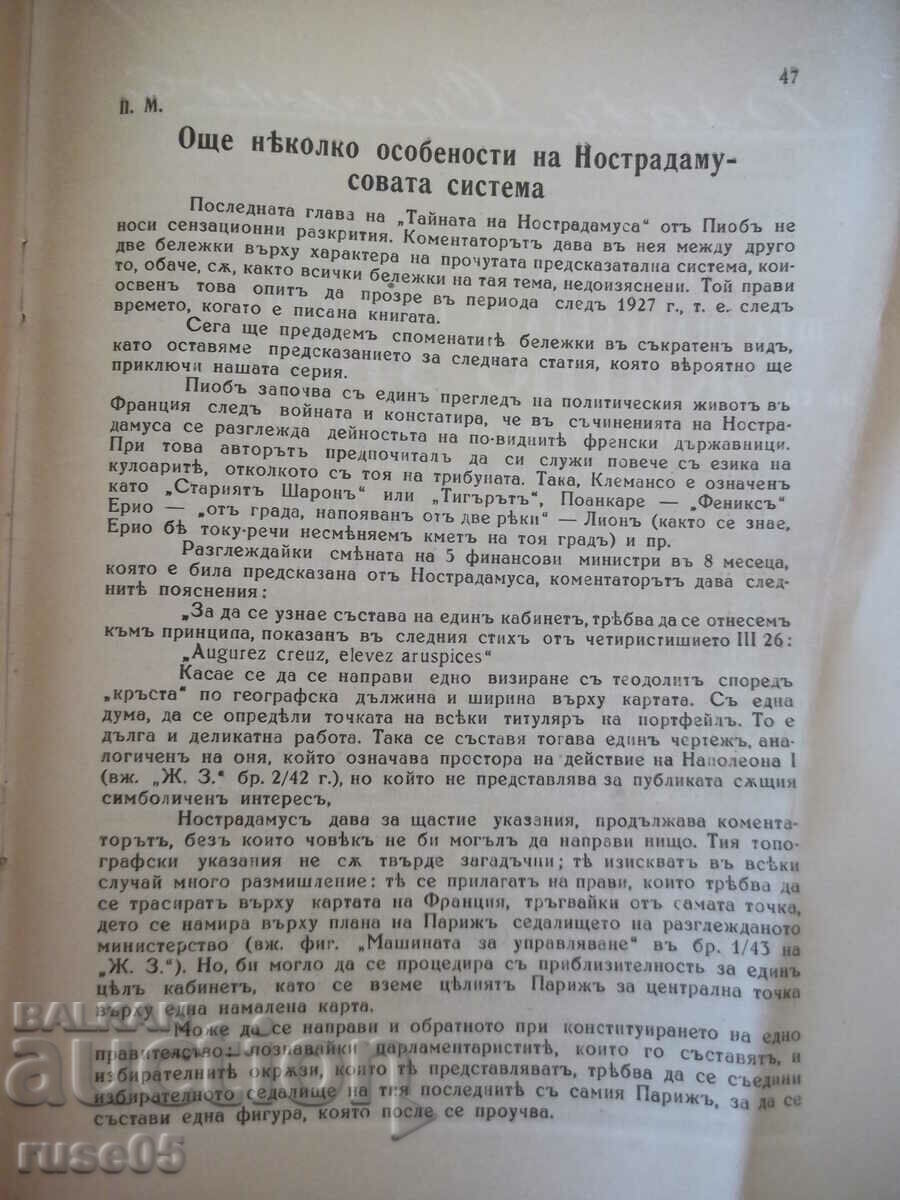 47
П. М.
Още нѣколко особености на Нострадаму-
совата система
Последната глава на „Тайната на Нострадамуса“ отъ Пиобъ не
носи сензационни разкрития. Коментаторътъ дава въ нея между друго
две бележки върху характера на прочутата предсказатална система, кои-
то, обаче, сѫ, както всички бележки на тая тема, недоизяснени. Той прави
освенъ това опитъ да прозре въ периода следъ 1927 г., т. е. следъ
времето, когато е писана книгата.
Сега ще предадемъ споменатитѣ бележки въ съкратенъ видъ,
като оставяме предсказанието за следната статия, която вѣроятно ще
приключи нашата серия.
Пиобъ започва съ единъ прегледъ на политическия животъ въ
Франция следъ войната и констатира, че въ съчиненията на Ностра-
дамуса се разглежда дейностьта на по-виднитѣ френски държавници.
При това авторътъ предпочиталъ да си служи повече съ езика на
кулоаритѣ, отколкото съ тоя на трибуната. Така, Клемансо е означенъ
като „Стариятъ Шаронъ“ или „Тигърътъ“, Поанкаре — „Фениксъ“
Ерио — „отъ града, напояванъ отъ две рѣки“ — Лионъ (както се знае,
Ерио бѣ току-речи несмѣняемъ кметъ на тоя градъ) и пр.
Разглеждайки смѣната на 5 финансови министри въ 8 месеца,
която е била предсказана отъ Нострадамуса, коментаторътъ дава след-
нитѣ пояснения:
„За да се узнае състава на единъ кабинетъ, трѣбва да се отнесемъ
къмъ принципа, показанъ въ следния стихъ отъ четиристишието III 26:
„Augurez creuz, elevez aruspices“
Касае се да се направи едно визиране съ теодолитъ споредъ
„кръста“ по географска дължина и ширина върху картата. Съ една
дума, да се опредѣли точката на всѣки титуляръ на портфейлъ. То е
дълга и деликатна работа. Така се съставя тогава единъ чертежъ, ана-
логиченъ на оня, който означава простора на действие на Наполеона I
(вж. „Ж. З.“ бр. 2/42 г.), но който не представлява за публиката сѫщия
символиченъ интересъ,
Нострадамусъ дава за щастие указания, продължава комента-
торътъ, безъ които човѣкъ не би могълъ да направи нищо. Тия топо-
графски указания не сѫ твърде загадъчни; тѣ изискватъ въ всѣки
случай много размишление: тѣ се прилагатъ на прави, които трѣбва да
се трасиратъ върху картата на Франция, тръгвайки отъ самата точка,
дето се намира върху плана на Парижъ седалището на разглежданото
министерство (вж. фиг. „Машината за управляване“ въ бр. 1/43 на
„Ж. З.“). Но, би могло да се процедира съ приблизителность за единъ
цѣлъ кабинетъ, като се вземе цѣлиятъ Парижъ за централна точка
върху една намалена карта.
Може да се направи и обратното при конституирането на едно
правителство: познавайки парламентариститѣ, които го съставятъ, и
избирателнитѣ окрѫзи, които тѣ представляватъ, трѣбва да се съедини
избирателното седалище на тия последнитѣ съ самия Парижъ, за да се
състави една фигура, която после се проучва.
BALKAN
auction
ruse05